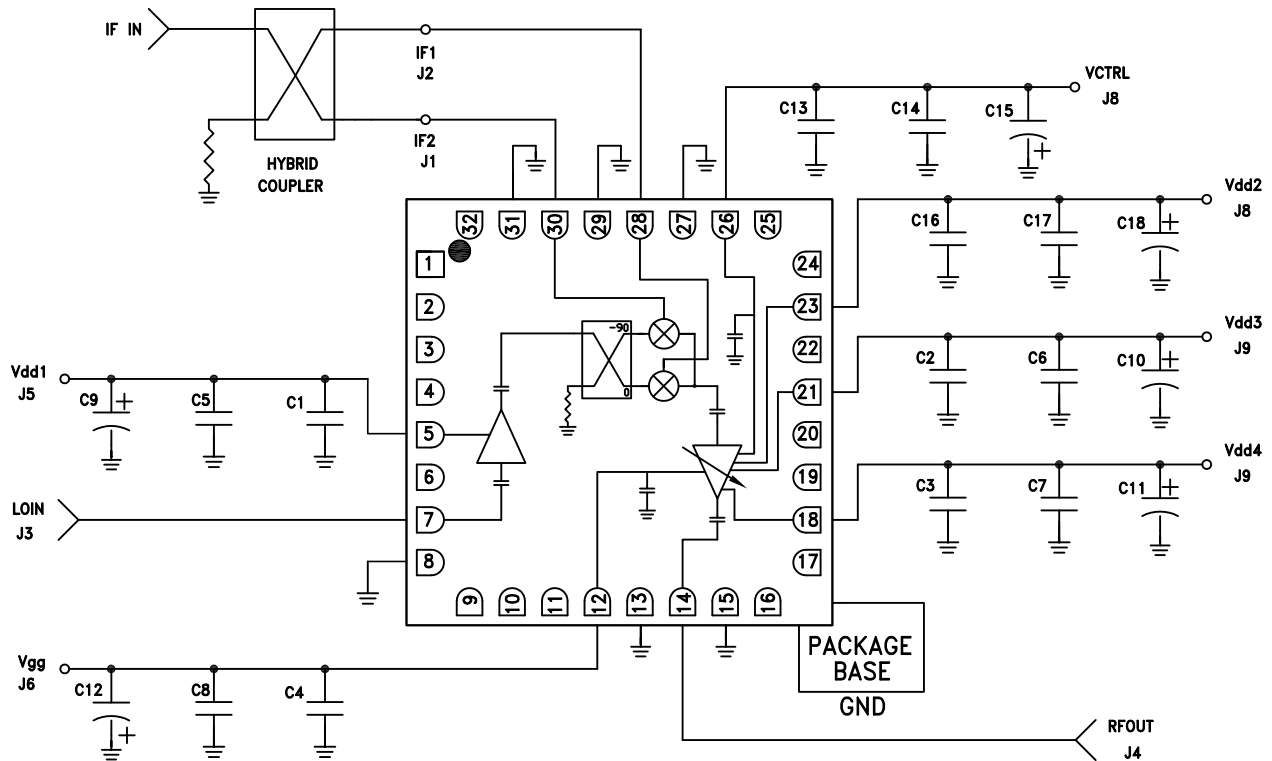 IF IN
IF1
J2
IF2
J1
HYBRID
COUPLER
VCTRL
J8
C13
C14
C15
+
Vdd2
J8
C16
C17
C18
+
Vdd3
J9
C2
C6
C10
+
Vdd4
J9
C3
C7
C11
+
Vdd1
J5
C9
+
C5
C1
LOIN
J3
Vgg
J6
C12
+
C8
C4
32
31
30
29
28
27
26
25
1
2
3
4
5
6
7
8
24
23
22
21
20
19
18
17
9
10
11
12
13
14
15
16
-90
0
PACKAGE
BASE
GND
RFOUT
J4